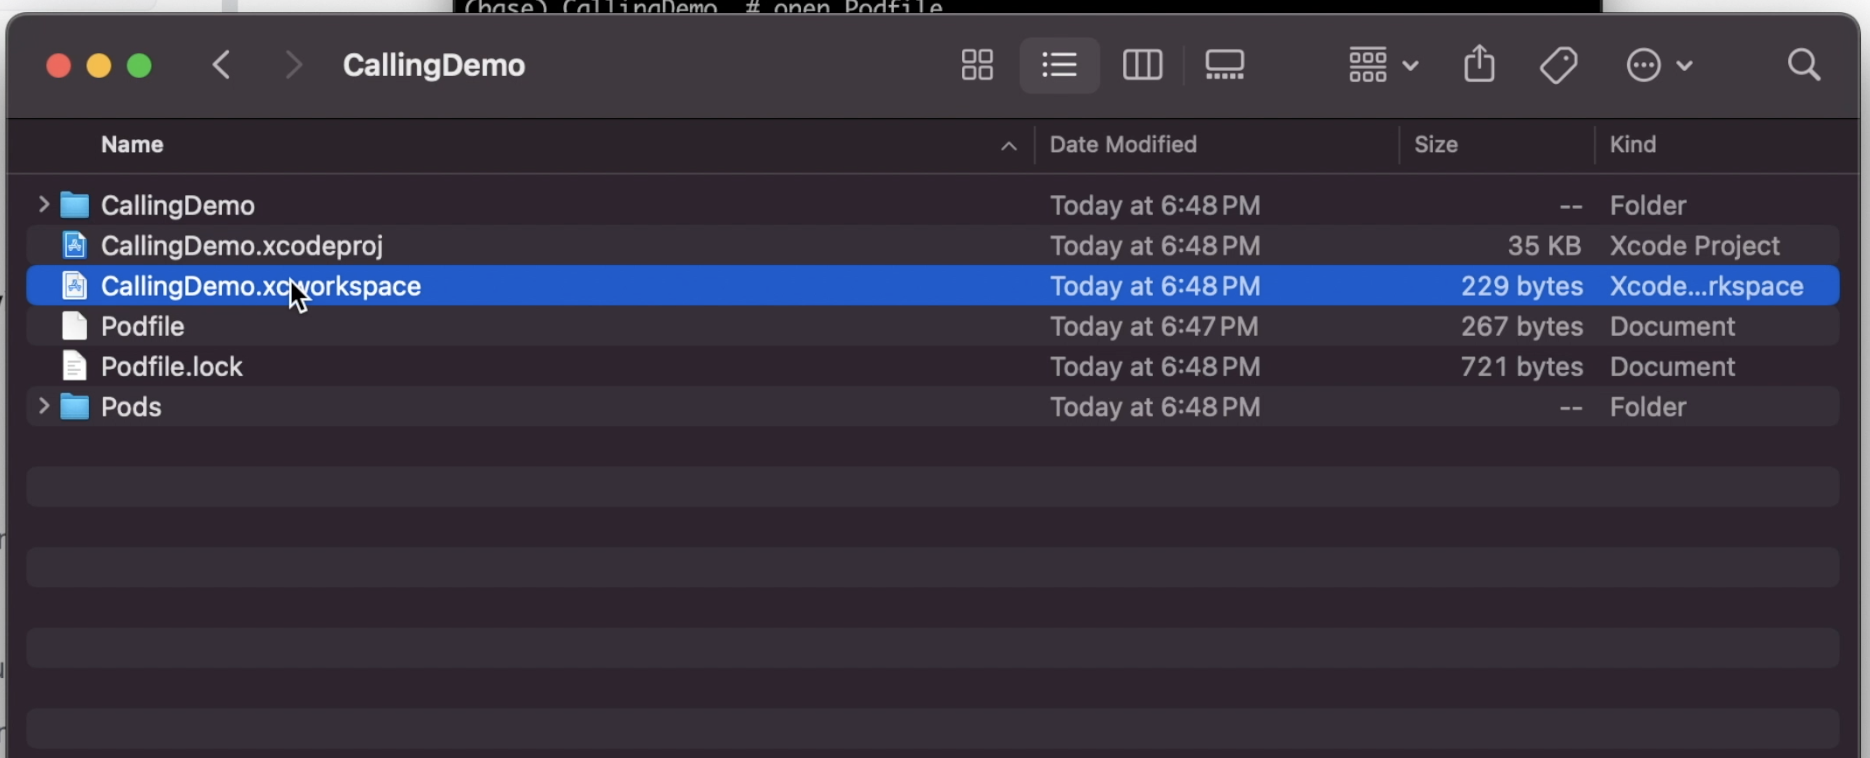 (base) CallingDemo # open Podfile
CallingDemo
Name Date Modified Size Kind
CallingDemo Today at 6:48 PM -- Folder
CallingDemo.xcodeproj Today at 6:48 PM 35 KB Xcode Project
CallingDemo.xcworkspace Today at 6:48 PM 229 bytes Xcode...rkspace
Podfile Today at 6:47 PM 267 bytes Document
Podfile.lock Today at 6:48 PM 721 bytes Document
Pods Today at 6:48 PM -- Folder